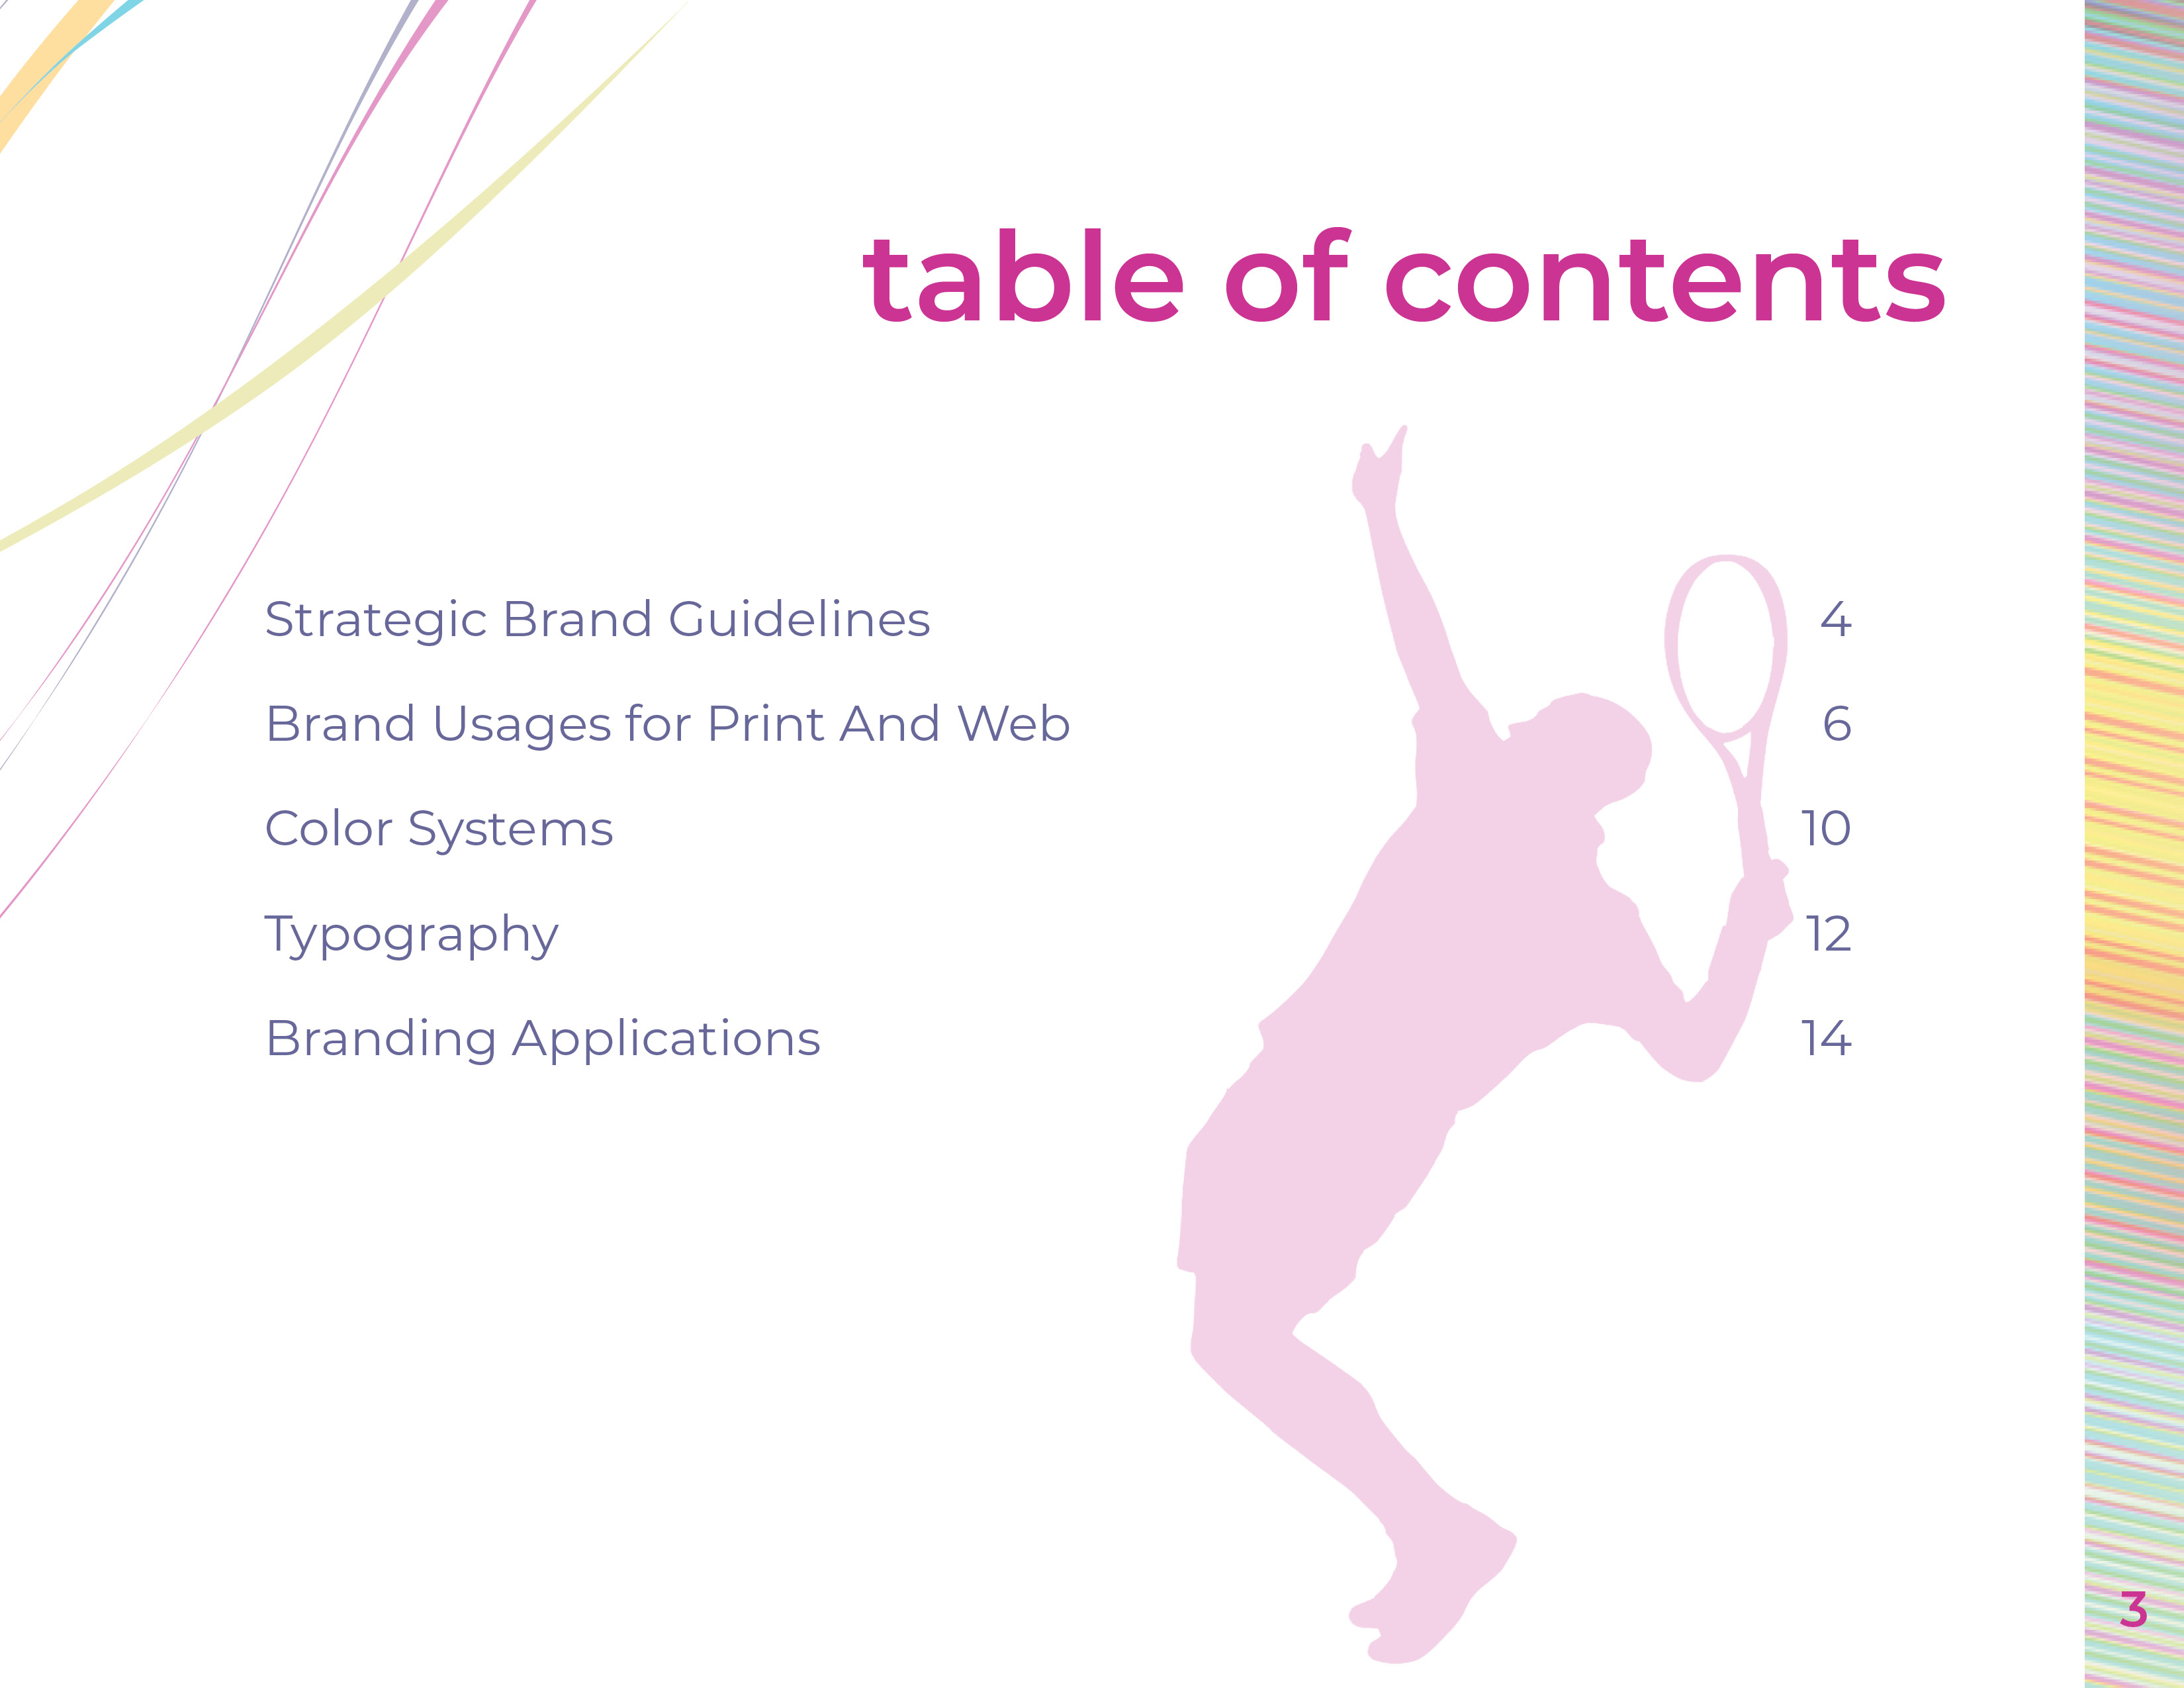 table of contents
Strategic Brand Guidelines 4
Brand Usages for Print And Web 6
Color Systems 10
Typography 12
Branding Applications 14
3